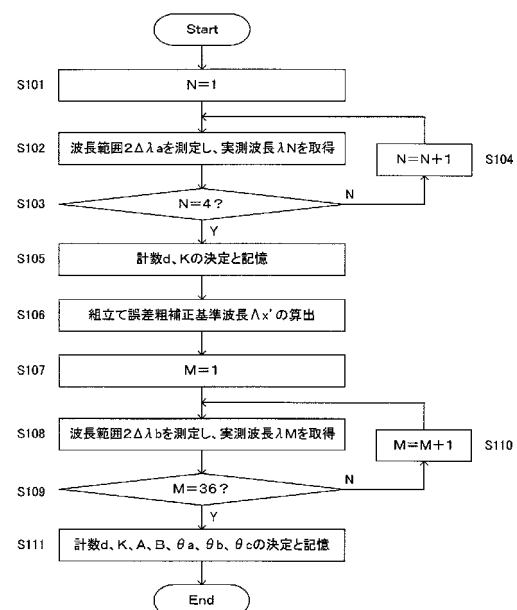 Start
S101
N=1
S102
波長範囲2Δλaを測定し、実測波長λNを取得
N=N+1
S104
S103
N=4?
N
Y
S105
計数d、Kの決定と記憶
S106
組立て誤差粗補正基準波長Λx'の算出
S107
M=1
S108
波長範囲2Δλbを測定し、実測波長λMを取得
M=M+1
S110
S109
M=36?
N
Y
S111
計数d、K、A、B、θa、θb、θcの決定と記憶
End